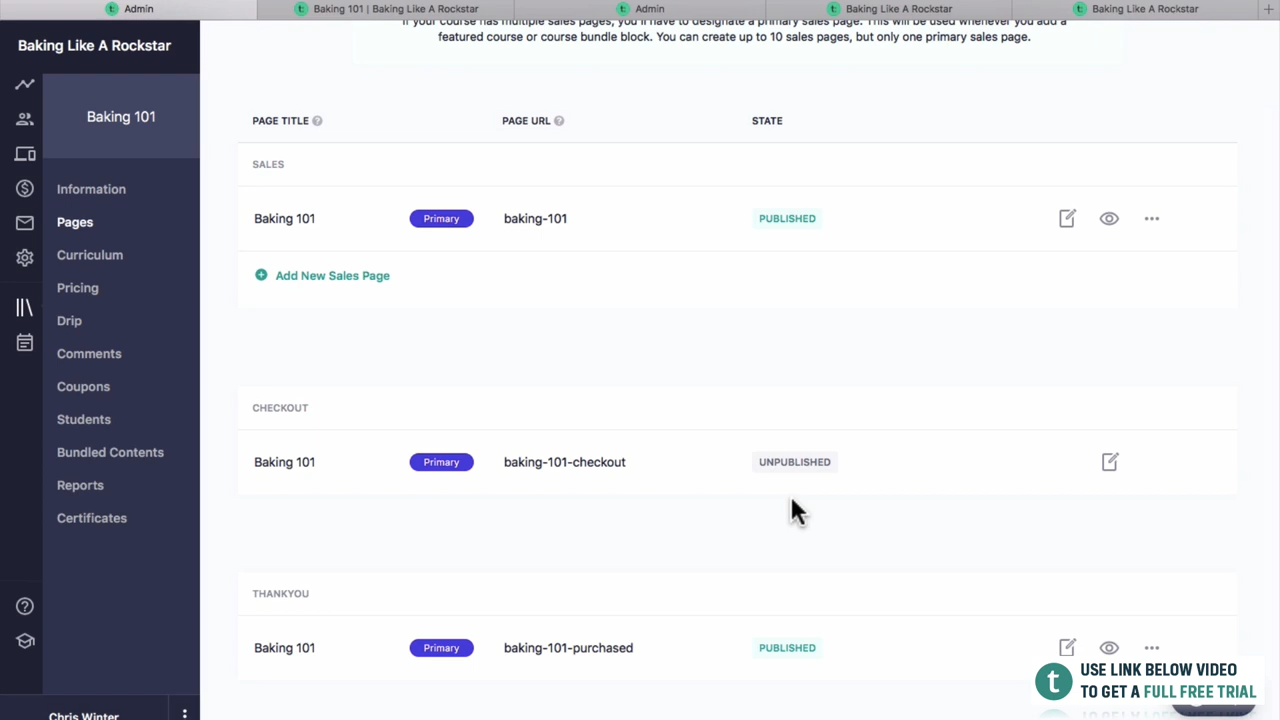 Admin
Baking 101 | Baking Like A Rockstar
Admin
Baking Like A Rockstar
Baking Like A Rockstar
Baking Like A Rockstar
Baking 101
Information
Pages
Curriculum
Pricing
Drip
Comments
Coupons
Students
Bundled Contents
Reports
Certificates
Chris Winter
If your course has multiple sales pages, you'll have to designate a primary sales page. This will be used whenever you add a
featured course or course bundle block. You can create up to 10 sales pages, but only one primary sales page.
PAGE TITLE ? PAGE URL ? STATE
SALES
Baking 101 Primary baking-101 PUBLISHED
Add New Sales Page
CHECKOUT
Baking 101 Primary baking-101-checkout UNPUBLISHED
THANKYOU
Baking 101 Primary baking-101-purchased PUBLISHED
t USE LINK BELOW VIDEO
TO GET A FULL FREE TRIAL